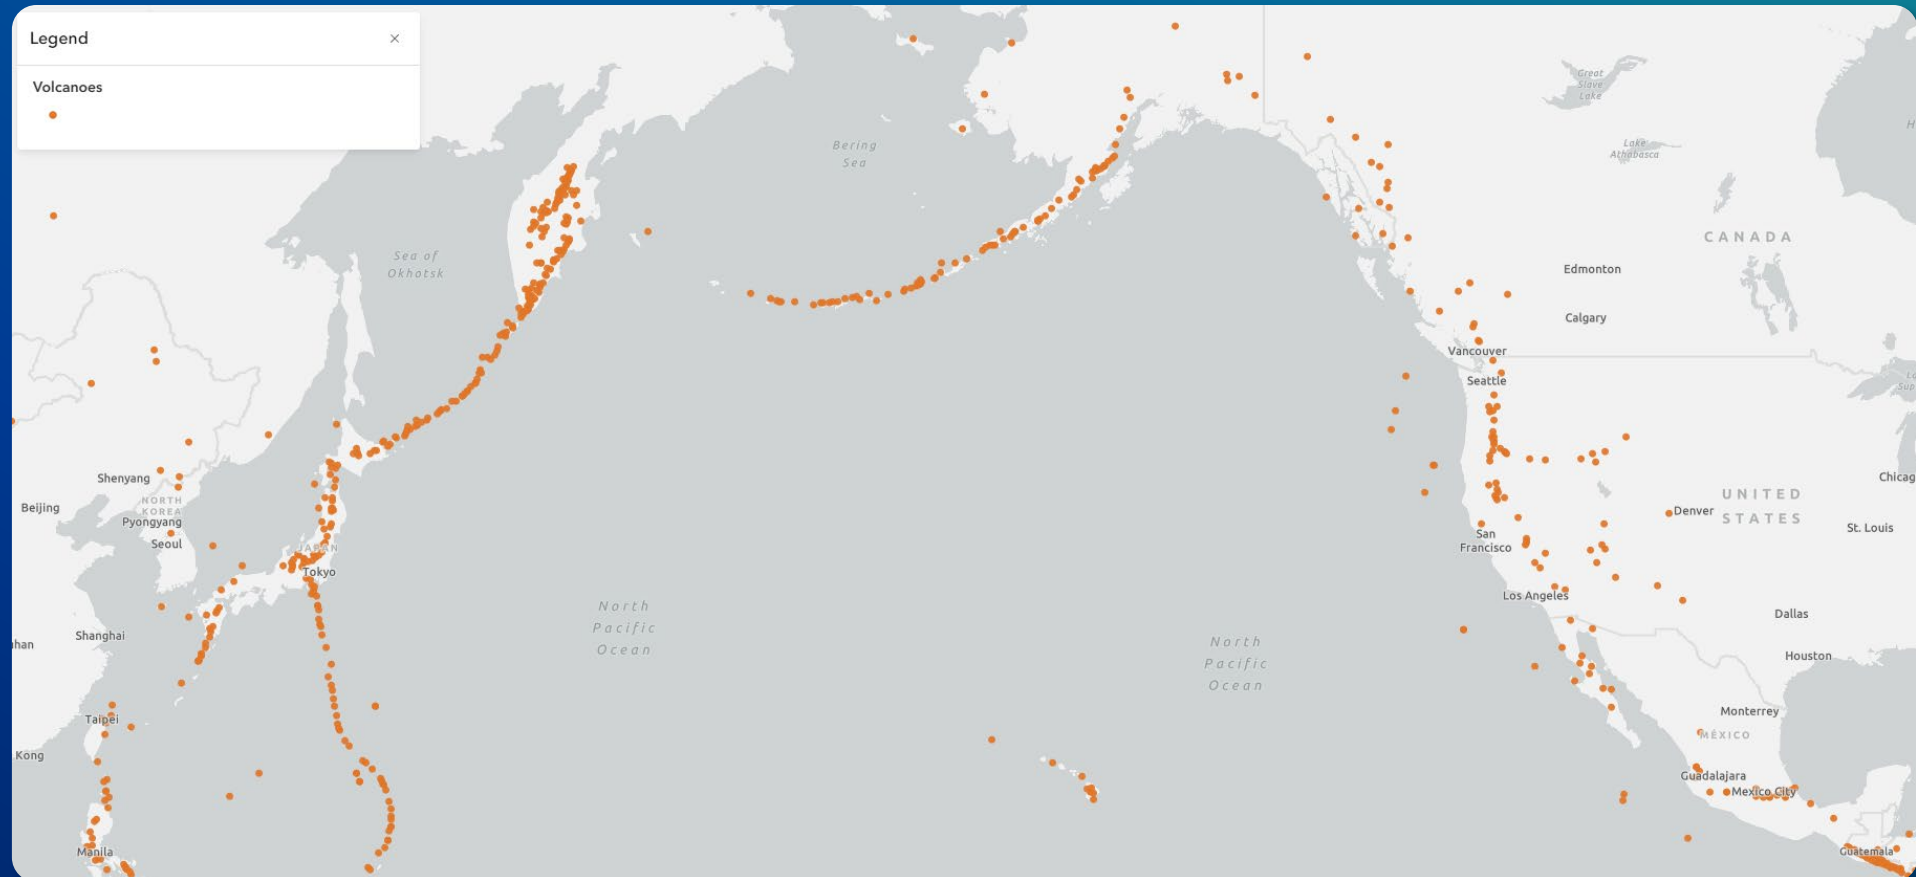 Legend ×
Volcanoes
Great
Slave
Lake
Lake
Athabasca
Bering
Sea
Sea of
Okhotsk
CANADA
Edmonton
Calgary
Vancouver
Seattle
Shenyang
Beijing
NORTH
KOREA
Pyongyang
Seoul
JAPAN
Tokyo
UNITED
STATES
Denver
Chicag
St. Louis
San
Francisco
Los Angeles
Dallas
Houston
North
Pacific
Ocean
North
Pacific
Ocean
Shanghai
han
Taipei
Kong
Monterrey
MÉXICO
Guadalajara
Mexico City
Manila
Guatemala